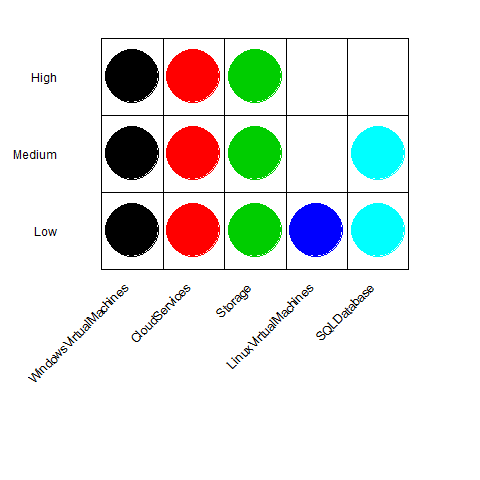 High
Medium
Low
WindowsVirtualMachines
CloudServices
Storage
LinuxVirtualMachines
SQLDatabase